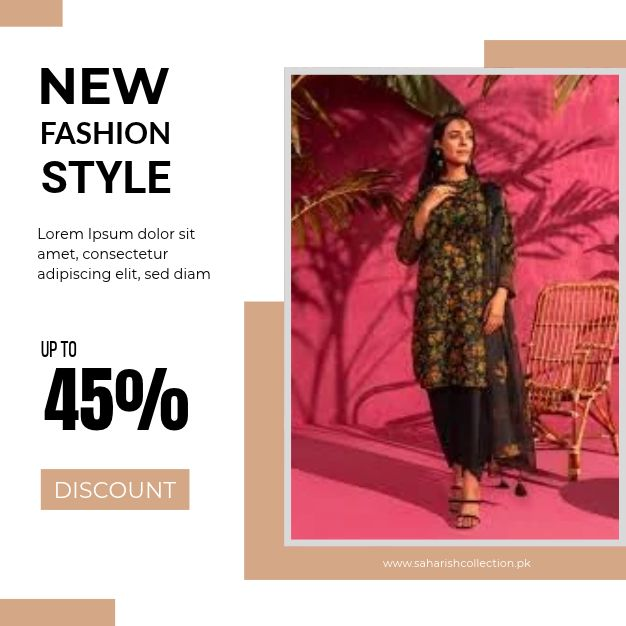 NEW
FASHION
STYLE
Lorem Ipsum dolor sit
amet, consectetur
adipiscing elit, sed diam
UP TO
45%
DISCOUNT
www.saharishcollection.pk